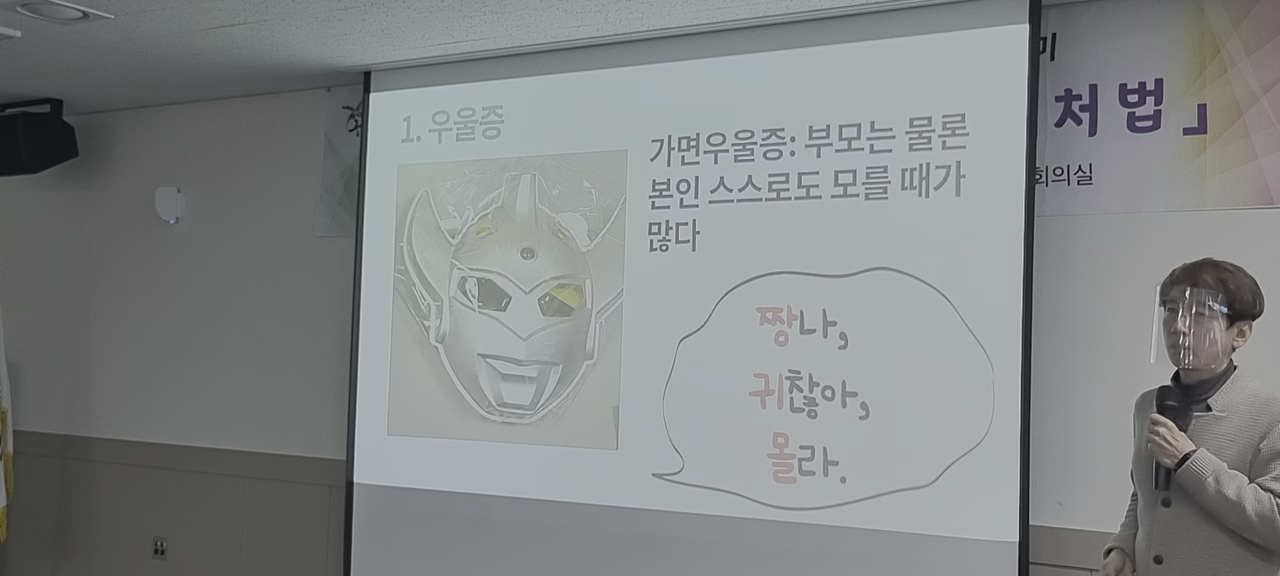 1. 우울증
가면우울증: 부모는 물론
본인 스스로도 모를 때가
많다
짱나,
귀찮아,
몰라.
미
처법」
회의실